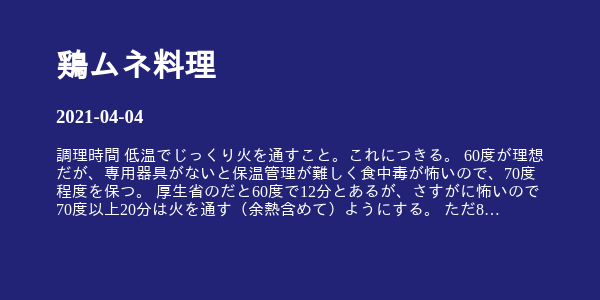 鶏ムネ料理
2021-04-04
調理時間 低温でじっくり火を通すこと。これにつきる。 60度が理想
だが、専用器具がないと保温管理が難しく食中毒が怖いので、70度
程度を保つ。 厚生省のだと60度で12分とあるが、さすがに怖いので
70度以上20分は火を通す（余熱含めて）ようにする。 ただ8…